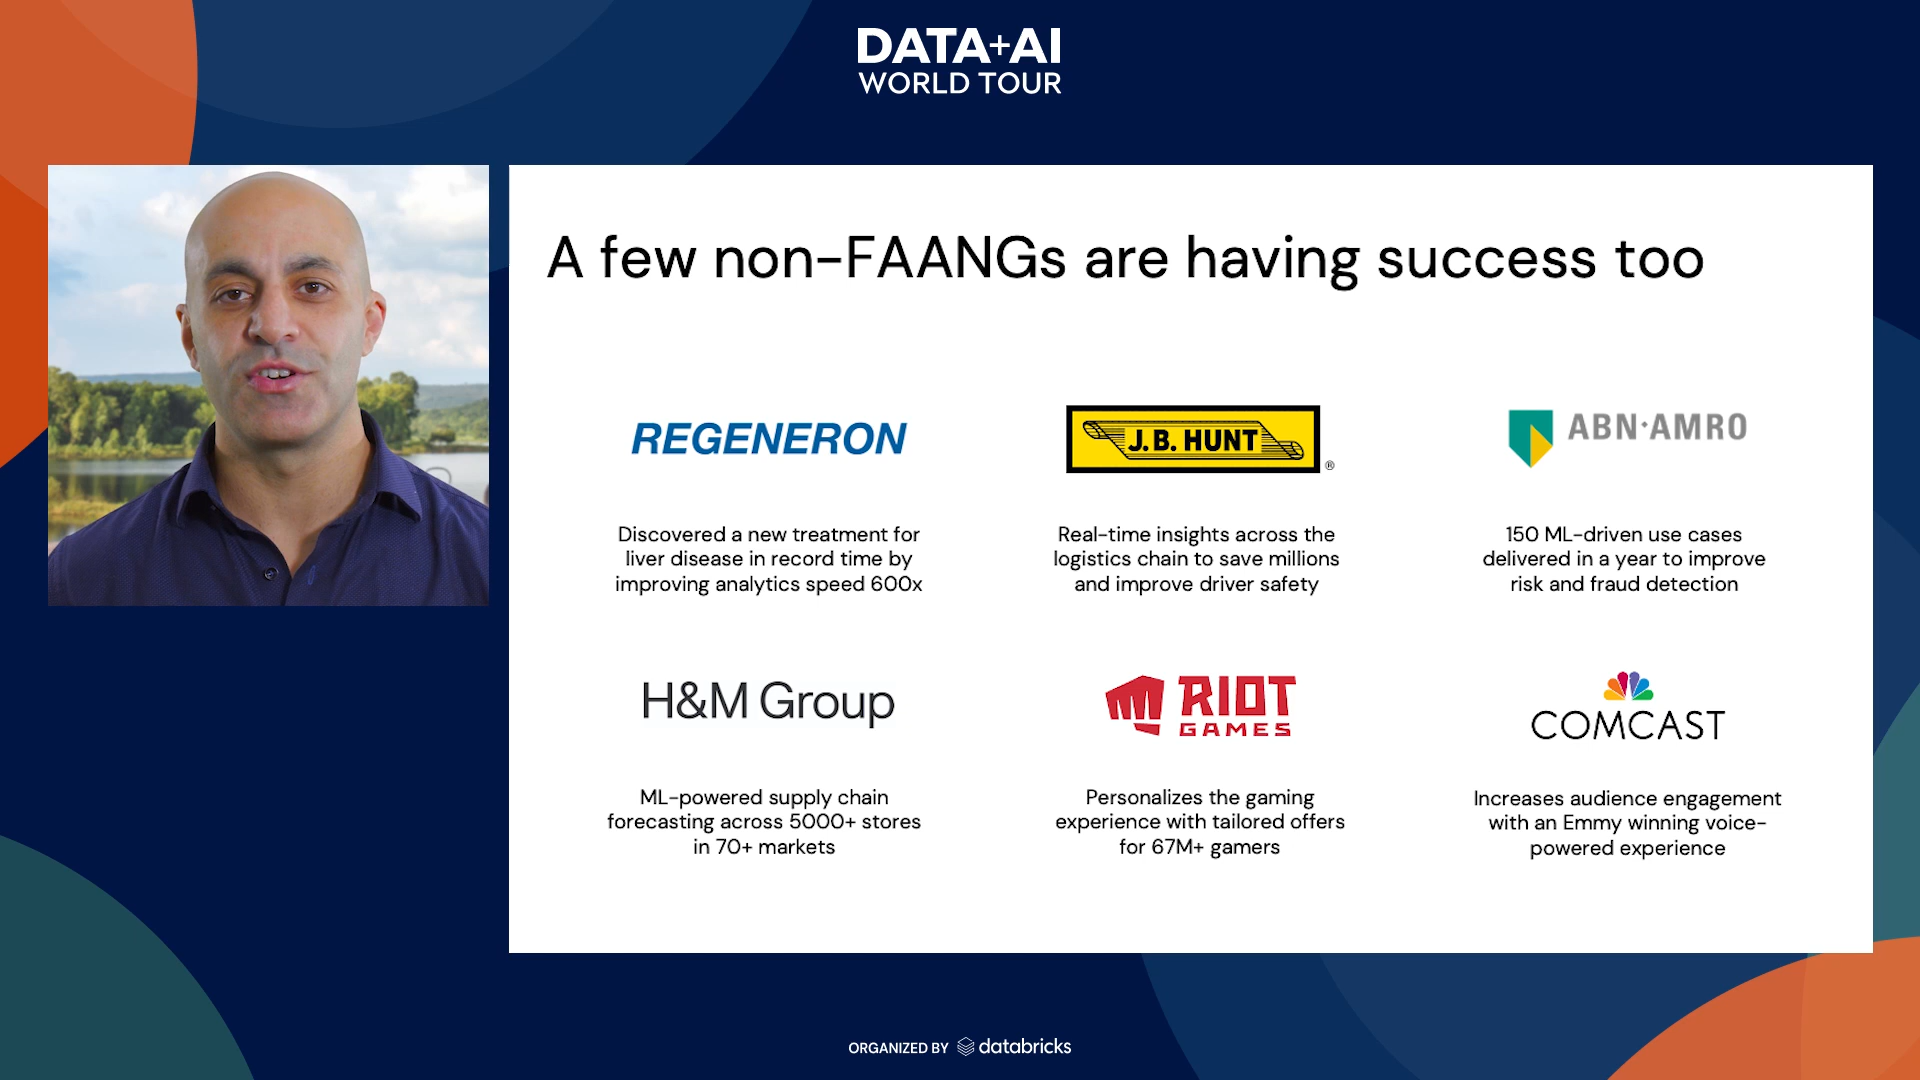 DATA+AI
WORLD TOUR
A few non-FAANGs are having success too
REGENERON
Discovered a new treatment for
liver disease in record time by
improving analytics speed 600x
J.B. HUNT
®
Real-time insights across the
logistics chain to save millions
and improve driver safety
ABN·AMRO
150 ML-driven use cases
delivered in a year to improve
risk and fraud detection
H&M Group
ML-powered supply chain
forecasting across 5000+ stores
in 70+ markets
RIOT
GAMES
Personalizes the gaming
experience with tailored offers
for 67M+ gamers
COMCAST
Increases audience engagement
with an Emmy winning voice-
powered experience
ORGANIZED BY databricks